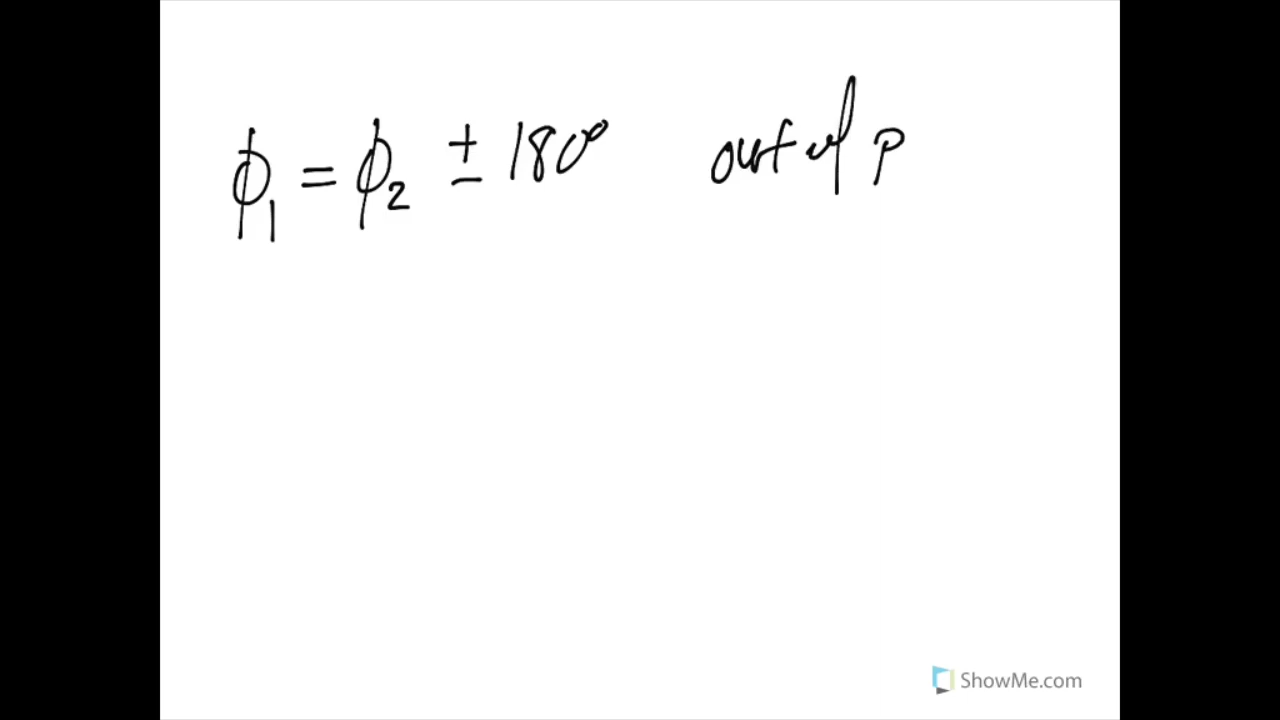 ϕ₁ = ϕ₂ ± 180° out of p
ShowMe.com